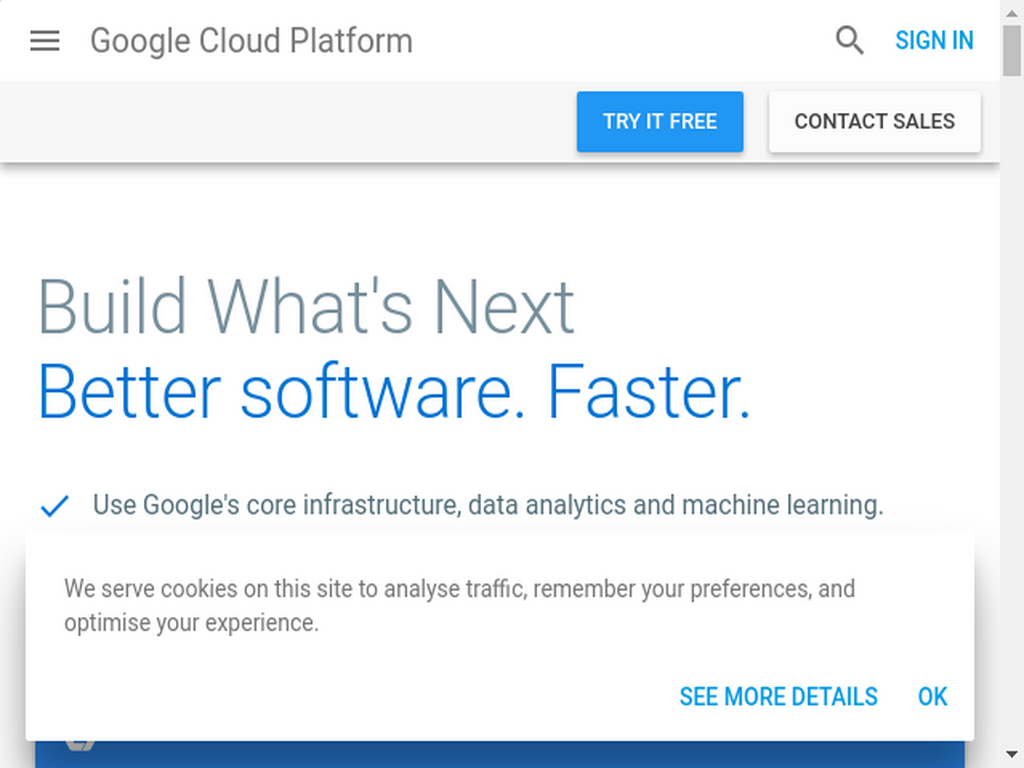 Google Cloud Platform
SIGN IN
TRY IT FREE
CONTACT SALES
Build What's Next
Better software. Faster.
Use Google's core infrastructure, data analytics and machine learning.
We serve cookies on this site to analyse traffic, remember your preferences, and
optimise your experience.
SEE MORE DETAILS
OK